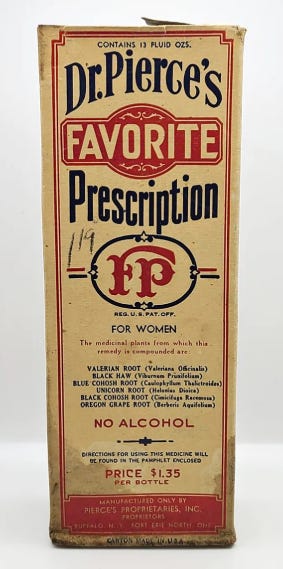 CONTAINS 13 FLUID OZS.
Dr. Pierce's
FAVORITE
Prescription
119
FP
REG. U.S. PAT. OFF.
FOR WOMEN
The medicinal plants from which this
remedy is compounded are:
VALERIAN ROOT (Valeriana Officinalis)
BLACK HAW (Viburnum Prunifolium)
BLUE COHOSH ROOT (Caulophyllum Thalictroides)
UNICORN ROOT (Helonias Dioica)
BLACK COHOSH ROOT (Cimicifuga Racemosa)
OREGON GRAPE ROOT (Berberis Aquifolium)
NO ALCOHOL
DIRECTIONS FOR USING THIS MEDICINE WILL
BE FOUND IN THE PAMPHLET ENCLOSED
PRICE $1.35
PER BOTTLE
MANUFACTURED ONLY BY
PIERCE'S PROPRIETARIES, INC.
PROPRIETORS
BUFFALO, N. Y. FORT ERIE NORTH, ONT.
CARTON MADE IN U.S.A.